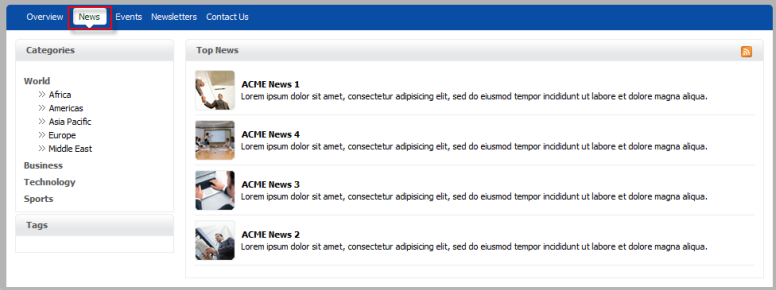 Overview News Events Newsletters Contact Us
Categories
World
Africa
Americas
Asia Pacific
Europe
Middle East
Business
Technology
Sports
Tags
Top News
ACME News 1
Lorem ipsum dolor sit amet, consectetur adipisicing elit, sed do eiusmod tempor incididunt ut labore et dolore magna aliqua.
ACME News 4
Lorem ipsum dolor sit amet, consectetur adipisicing elit, sed do eiusmod tempor incididunt ut labore et dolore magna aliqua.
ACME News 3
Lorem ipsum dolor sit amet, consectetur adipisicing elit, sed do eiusmod tempor incididunt ut labore et dolore magna aliqua.
ACME News 2
Lorem ipsum dolor sit amet, consectetur adipisicing elit, sed do eiusmod tempor incididunt ut labore et dolore magna aliqua.